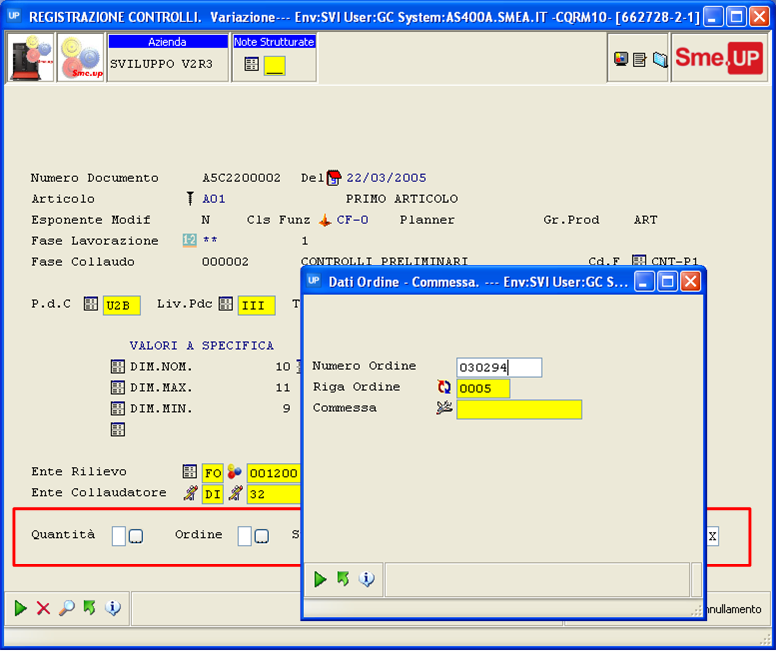 UP REGISTRAZIONE CONTROLLI. Variazione--- Env:SVI User:GC System:AS400A.SMEA.IT -CQRM10- [662728-2-1]
Sme.up
Azienda
SVILUPPO V2R3
Note Strutturate
Sme.UP
Numero Documento A5C2200002 Del 22/03/2005
Articolo A01 PRIMO ARTICOLO
Esponente Modif N Cls Funz CF-0 Planner Gr.Prod ART
Fase Lavorazione ** 1
Fase Collaudo 000002 CONTROLLI PRELIMINARI Cd.F CNT-P1
P.d.C U2B Liv.Pdc III T
VALORI A SPECIFICA
DIM.NOM. 10
DIM.MAX. 11
DIM.MIN. 9
Ente Rilievo FO 001200
Ente Collaudatore DI 32
Quantità Ordine S X
nnullamento
UP Dati Ordine - Commessa. --- Env:SVI User:GC S...
Numero Ordine 030294
Riga Ordine 0005
Commessa